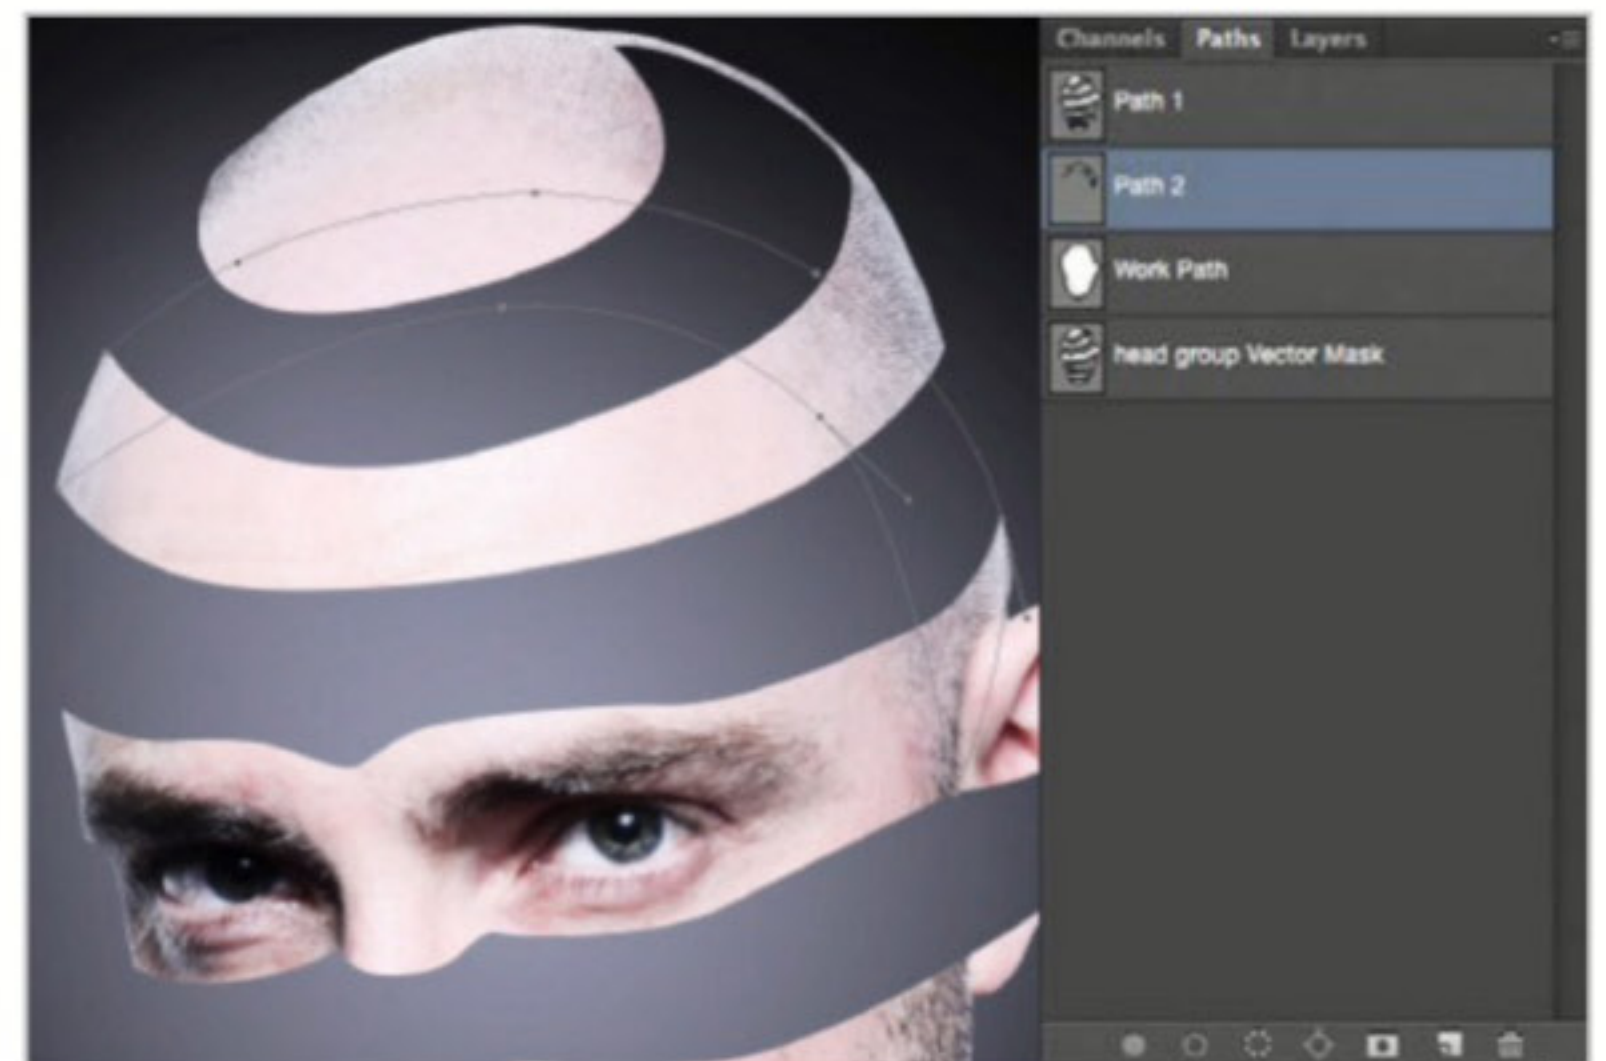 Channels Paths Layers
Path 1
Path 2
Work Path
head group Vector Mask